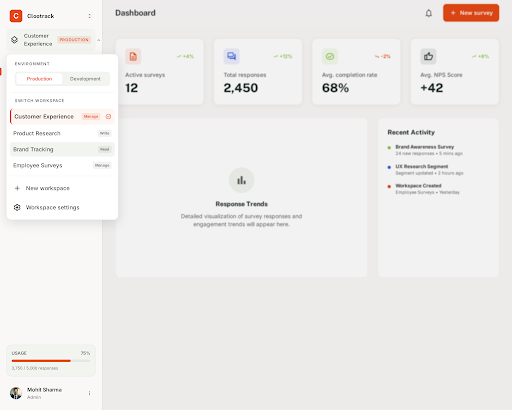 C Clootrack
Customer Experience PRODUCTION
ENVIRONMENT
Production Development
SWITCH WORKSPACE
Customer Experience Manage
Product Research Write
Brand Tracking Read
Employee Surveys Manage
+ New workspace
Workspace settings
USAGE 75%
3,750 / 5,000 responses
Mohit Sharma
Admin
Dashboard
+ New survey
+8%
Active surveys
12
+12%
Total responses
2,450
-2%
Avg. completion rate
68%
Avg. NPS Score
+42
Response Trends
Detailed visualization of survey responses and
engagement trends will appear here.
Recent Activity
Brand Awareness Survey
24 new responses • 5 mins ago
UX Research Segment
Segment updated • 2 hours ago
Workspace Created
Employee Surveys • Yesterday